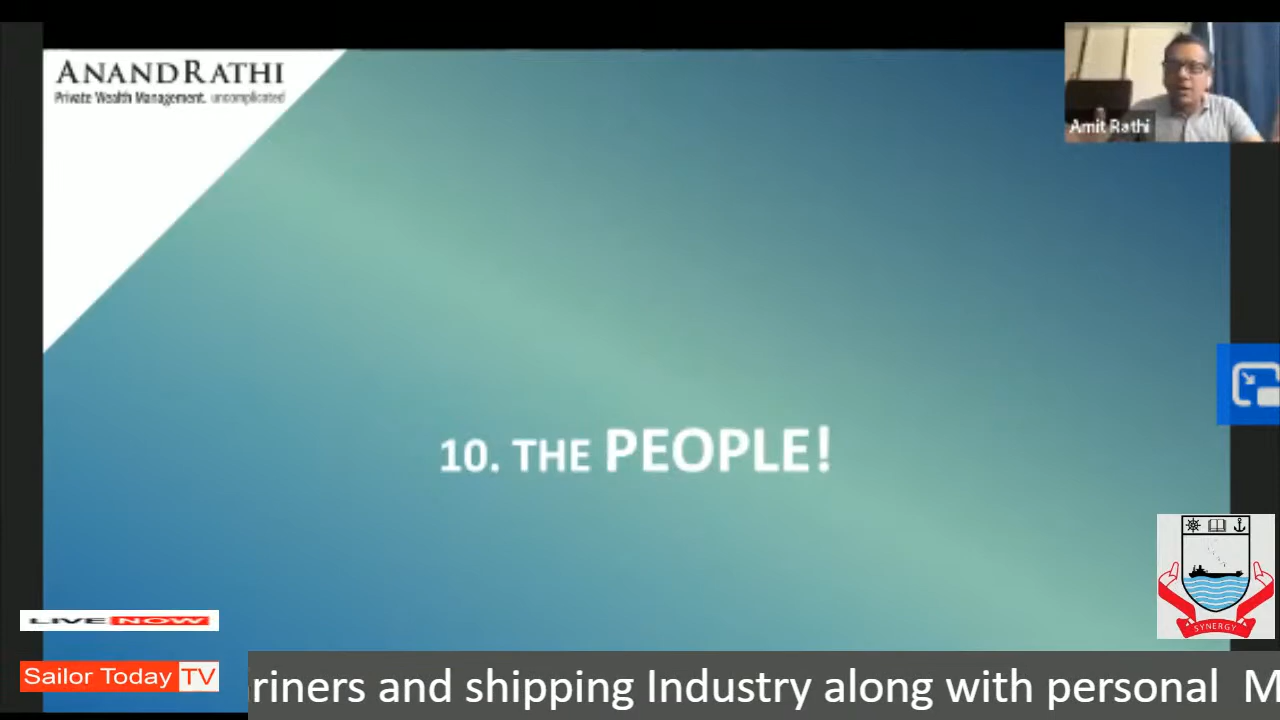 ANANDRATHI
Private Wealth Management. uncomplicated
Amit Rathi
10. THE PEOPLE!
SYNERGY
LIVE NOW
Sailor Today TV
riners and shipping Industry along with personal M